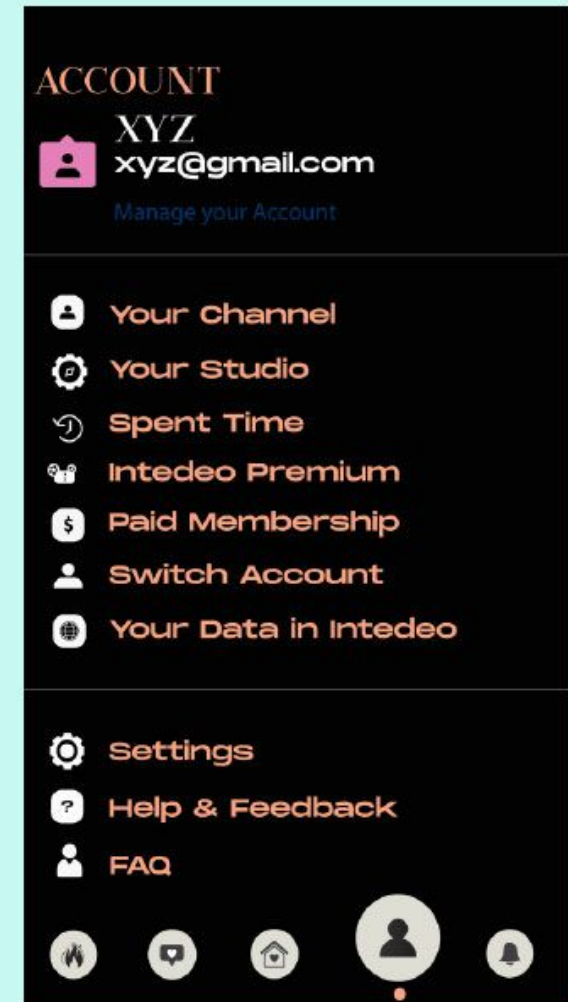 ACCOUNT
XYZ
xyz@gmail.com
Manage your Account
Your Channel
Your Studio
Spent Time
Intedeo Premium
$
Paid Membership
Switch Account
Your Data in Intedeo
Settings
?
Help & Feedback
FAQ